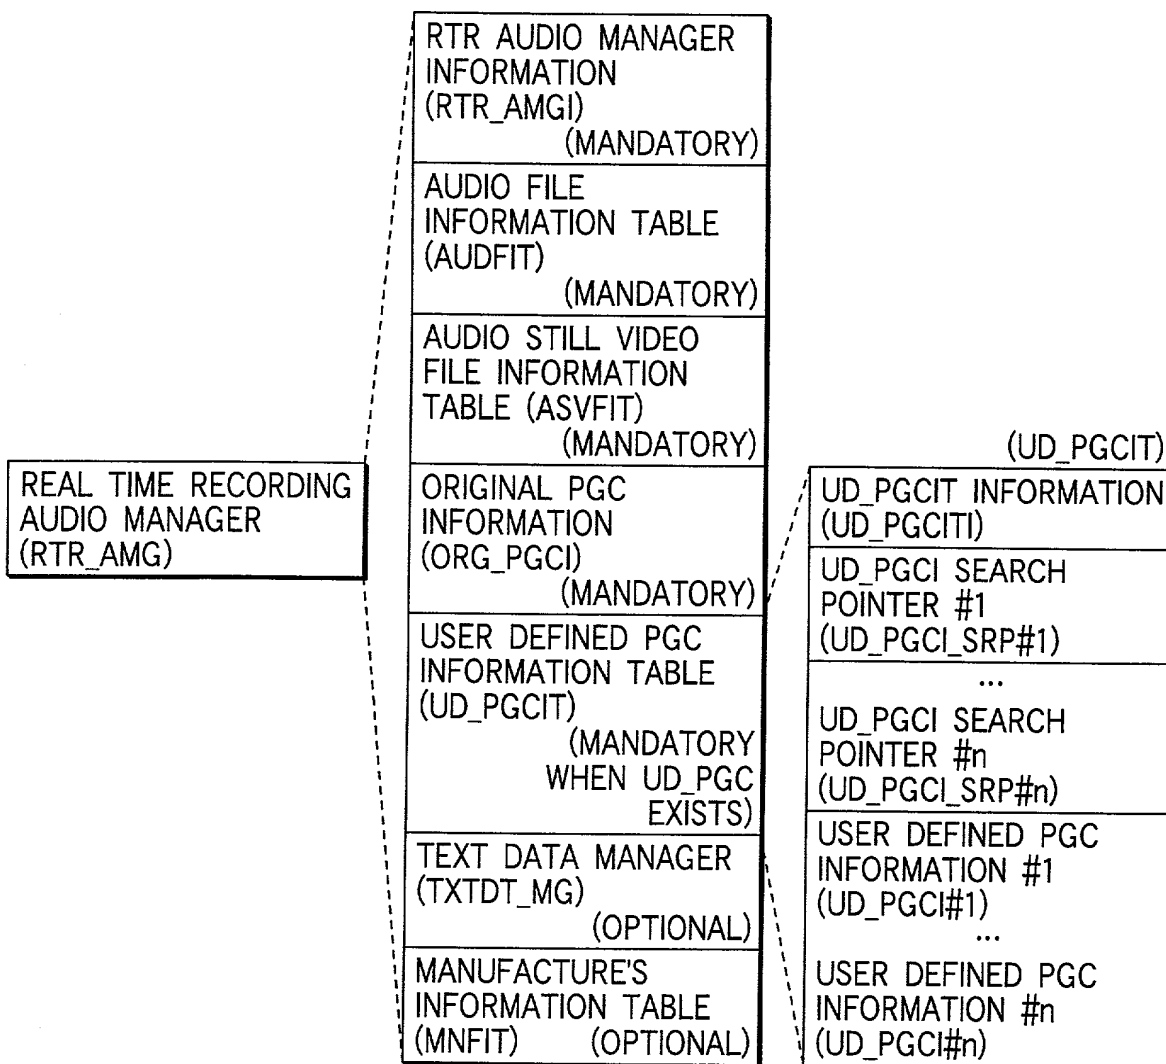 REAL TIME RECORDING
AUDIO MANAGER
(RTR_AMG)
RTR AUDIO MANAGER
INFORMATION
(RTR_AMGI)
(MANDATORY)
AUDIO FILE
INFORMATION TABLE
(AUDFIT)
(MANDATORY)
AUDIO STILL VIDEO
FILE INFORMATION
TABLE (ASVFIT)
(MANDATORY)
ORIGINAL PGC
INFORMATION
(ORG_PGCI)
(MANDATORY)
USER DEFINED PGC
INFORMATION TABLE
(UD_PGCIT)
(MANDATORY
WHEN UD_PGC
EXISTS)
TEXT DATA MANAGER
(TXTDT_MG)
(OPTIONAL)
MANUFACTURE'S
INFORMATION TABLE
(MNFIT) (OPTIONAL)
(UD_PGCIT)
UD_PGCIT INFORMATION
(UD_PGCITI)
UD_PGCI SEARCH
POINTER #1
(UD_PGCI_SRP#1)
...
UD_PGCI SEARCH
POINTER #n
(UD_PGCI_SRP#n)
USER DEFINED PGC
INFORMATION #1
(UD_PGCI#1)
...
USER DEFINED PGC
INFORMATION #n
(UD_PGCI#n)